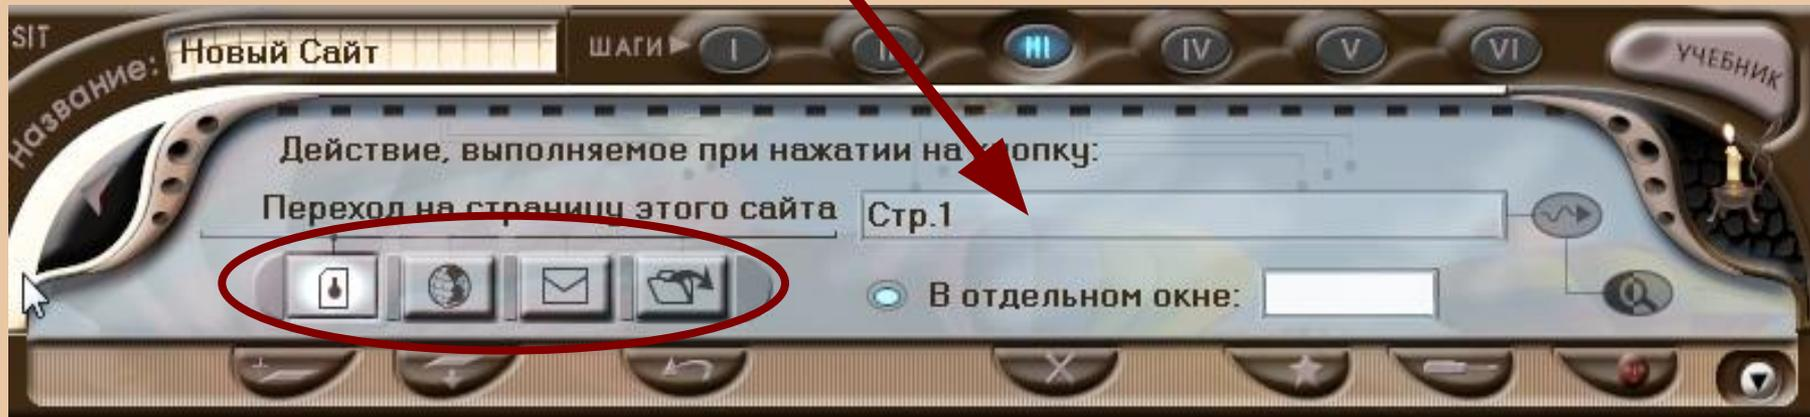 SIT
Название: Новый Сайт
ШАГИ I II III IV V VI
УЧЕБНИК
Действие, выполняемое при нажатии на кнопку:
Переход на страницу этого сайта Стр.1
В отдельном окне: